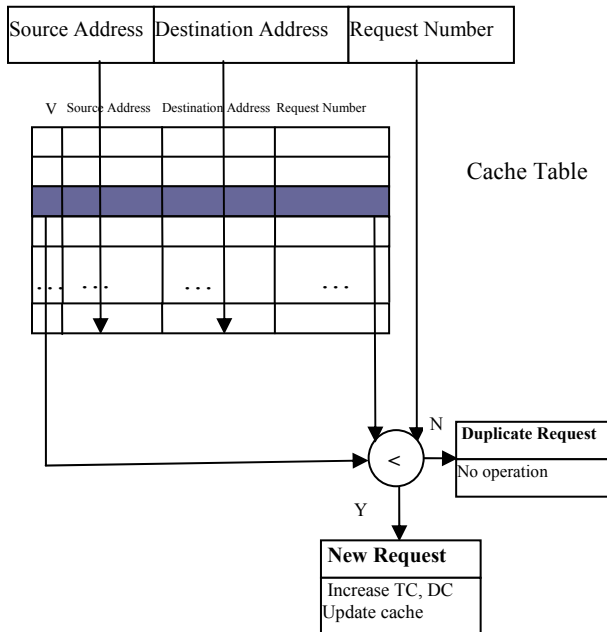 Source Address Destination Address Request Number
V Source Address Destination Address Request Number
Cache Table
... ... ... ...
N
Duplicate Request
<
No operation
Y
New Request
Increase TC, DC
Update cache